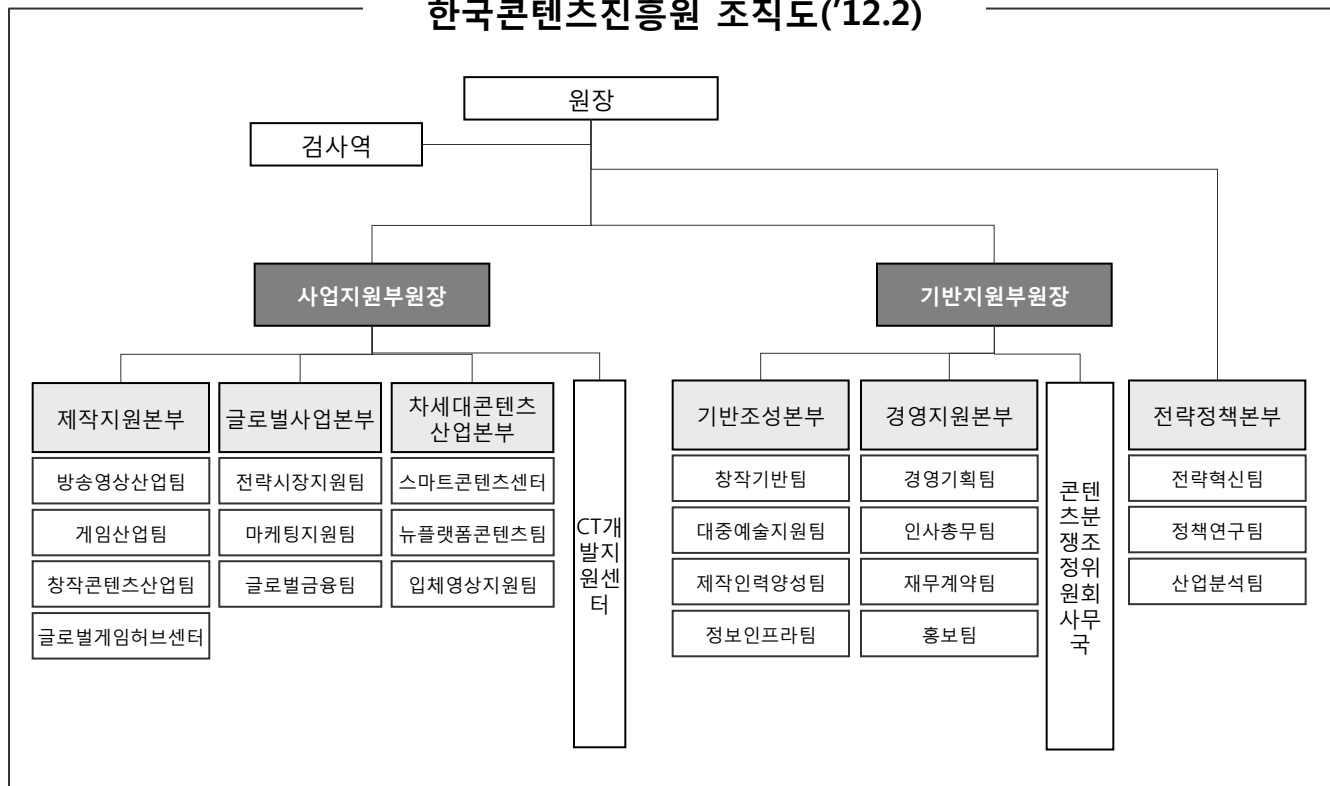 한국콘텐츠진흥원 조직도('12.2)
원장
검사역
사업지원부원장
기반지원부원장
제작지원본부
방송영상산업팀
게임산업팀
창작콘텐츠산업팀
글로벌게임허브센터
글로벌사업본부
전략시장지원팀
마케팅지원팀
글로벌금융팀
차세대콘텐츠
산업본부
스마트콘텐츠센터
뉴플랫폼콘텐츠팀
입체영상지원팀
CT개
발지
원센
터
기반조성본부
창작기반팀
대중예술지원팀
제작인력양성팀
정보인프라팀
경영지원본부
경영기획팀
인사총무팀
재무계약팀
홍보팀
콘텐
츠분
쟁조
정위
원회
사무
국
전략정책본부
전략혁신팀
정책연구팀
산업분석팀